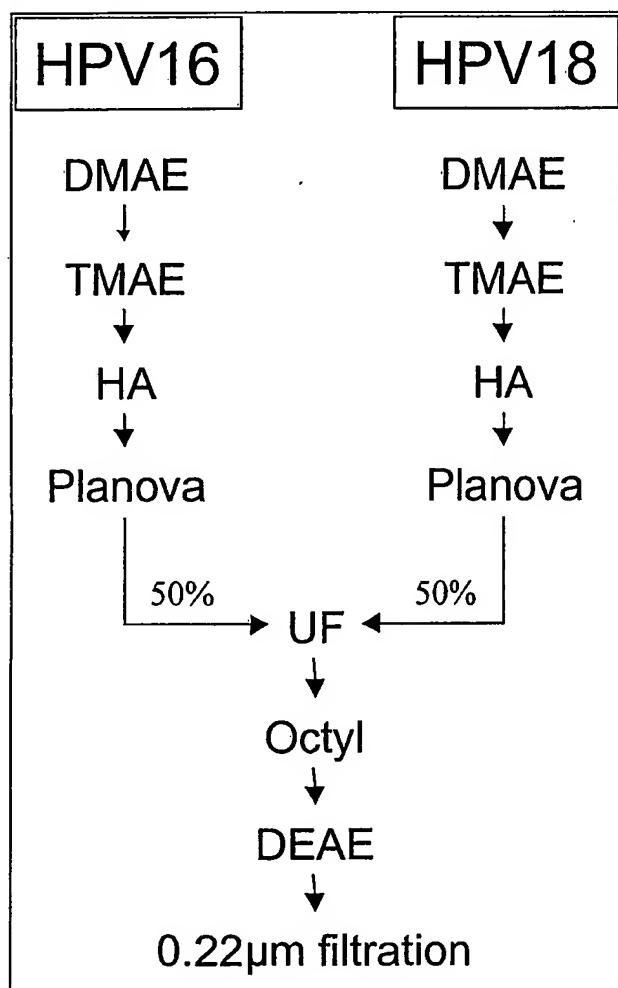 HPV16
HPV18
DMAE
DMAE
TMAE
TMAE
HA
HA
Planova
Planova
50%
50%
UF
Octyl
DEAE
0.22µm filtration